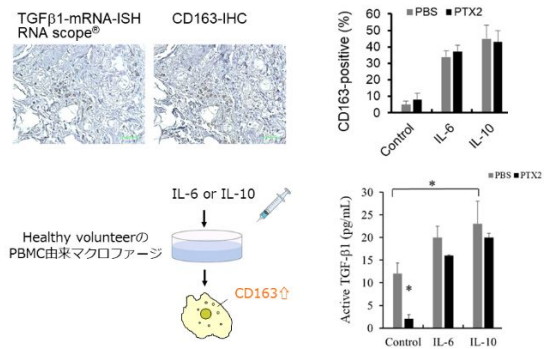 TGFβ1-mRNA-ISH
RNA scope®
CD163-IHC
CD163-positive (%)
60
50
40
30
20
10
0
PBS
PTX2
Control
IL-6
IL-10
IL-6 or IL-10
Healthy volunteerの
PBMC由来マクロファージ
CD163⇧
Active TGF-β1 (pg/mL)
30
25
20
15
10
5
0
PBS
PTX2
*
*
Control
IL-6
IL-10